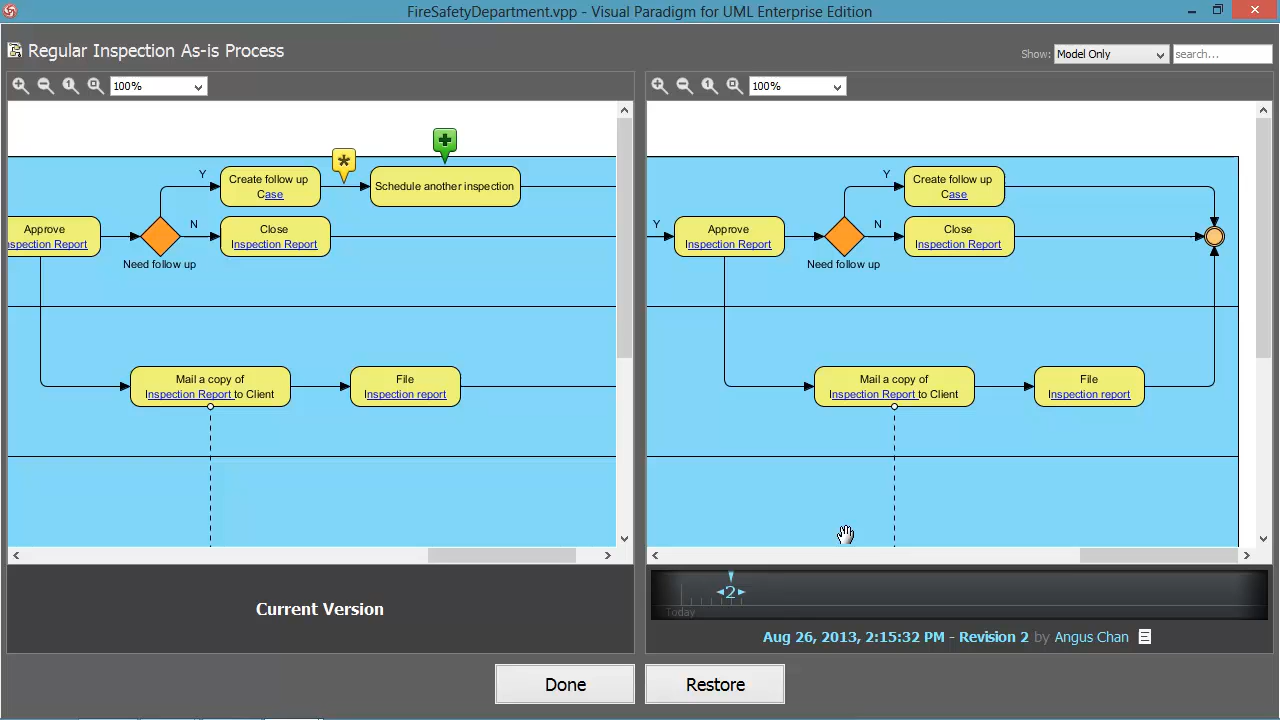 FireSafetyDepartment.vpp - Visual Paradigm for UML Enterprise Edition
Regular Inspection As-is Process
Show: Model Only search...
100%
Y
Create follow up
Case
Schedule another inspection
Approve
Inspection Report
N
Close
Inspection Report
Need follow up
Mail a copy of
Inspection Report to Client
File
Inspection report
Current Version
100%
Y
Create follow up
Case
Y
Approve
Inspection Report
N
Close
Inspection Report
Need follow up
Mail a copy of
Inspection Report to Client
File
Inspection report
2
Today
Aug 26, 2013, 2:15:32 PM - Revision 2 by Angus Chan
Done
Restore